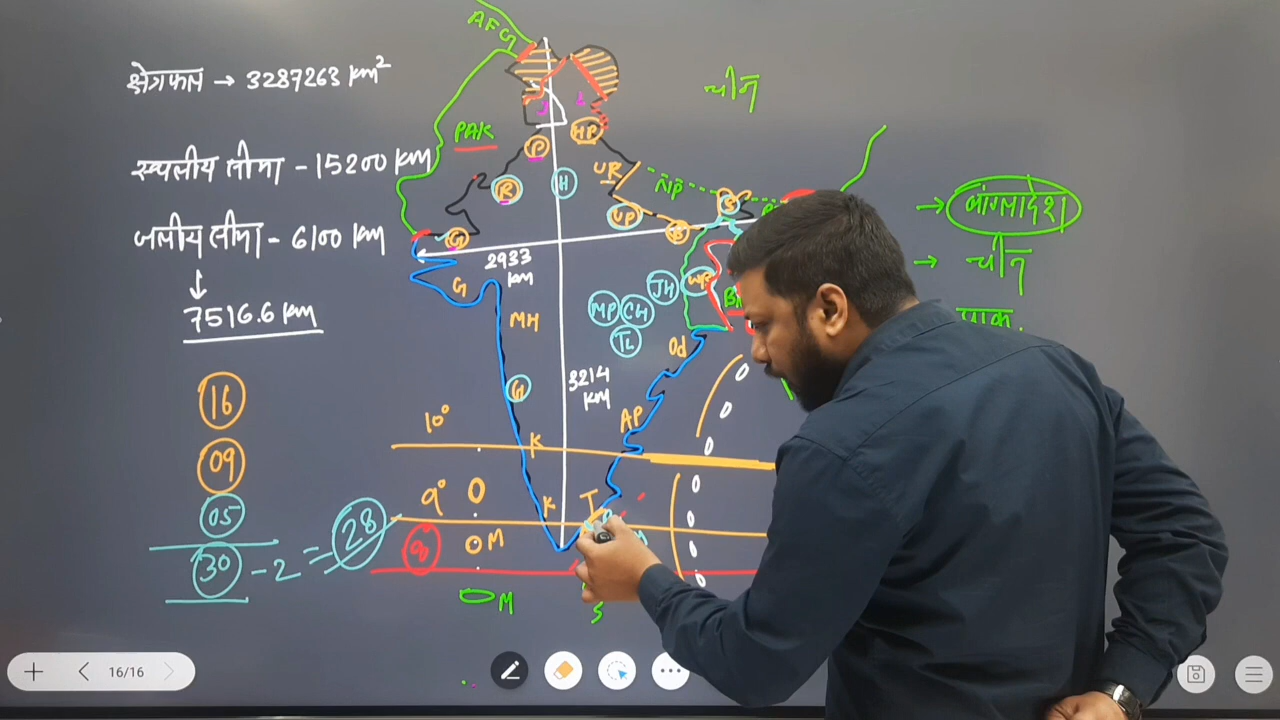 AFG
क्षेत्रफल → 3287263 km²
चीन
PAK
J
HP
P
स्थलीय सीमा - 15200 km
UR
NP
R
H
S
UP
B
→ बांग्लादेश
जलीय सीमा - 6100 km
G
→ चीन
2933 km
G
JH
WB
↓
7516.6 km
MP
CH
MH
TL
पाक.
Od
3214 km
G
16
10°
AP
K
09
9°
K
T
05
28
8°
M
30 - 2 =
M
S
16/16